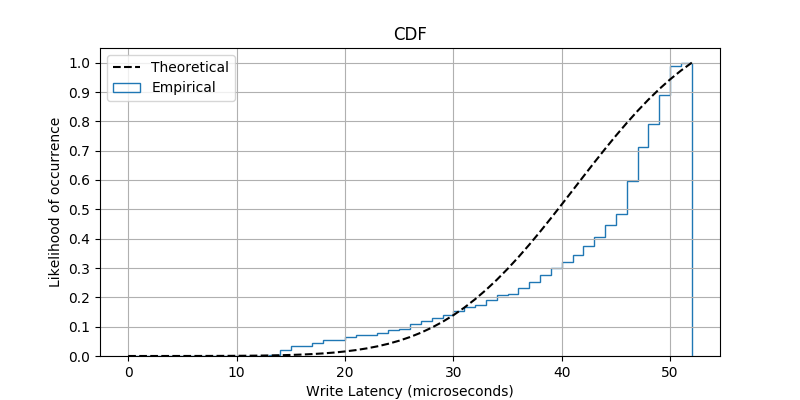 CDF
Theoretical
Empirical
Likelihood of occurrence
1.0
0.9
0.8
0.7
0.6
0.5
0.4
0.3
0.2
0.1
0.0
0 10 20 30 40 50
Write Latency (microseconds)